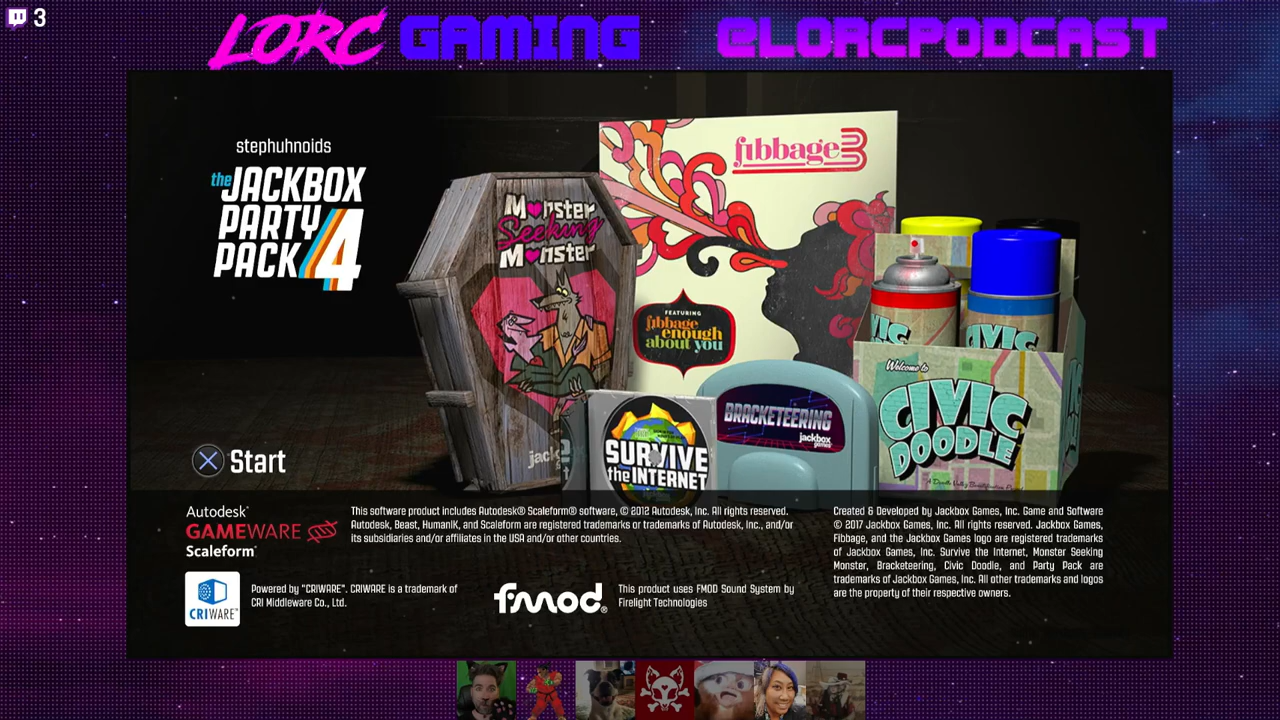 3
LORC GAMING
@LORCPODCAST
stephuhnoids
the JACKBOX
PARTY
PACK 4
Monster
Seeking
Monster
fibbage 3
FEATURING
fibbage
enough
about you
BRACKETEERING
jackbox
games
SURVIVE
the INTERNET
Welcome to
CIVIC
DOODLE
Start
Autodesk®
GAMEWARE
Scaleform®
This software product includes Autodesk® Scaleform® software, © 2012 Autodesk, Inc. All rights reserved.
Autodesk, Beast, HumanIK, and Scaleform are registered trademarks or trademarks of Autodesk, Inc., and/or
its subsidiaries and/or affiliates in the USA and/or other countries.
CRIWARE™
Powered by "CRIWARE". CRIWARE is a trademark of
CRI Middleware Co., Ltd.
fmod®
This product uses FMOD Sound System by
Firelight Technologies
Created & Developed by Jackbox Games, Inc. Game and Software
© 2017 Jackbox Games, Inc. All rights reserved. Jackbox Games,
Fibbage, and the Jackbox Games logo are registered trademarks
of Jackbox Games, Inc. Survive the Internet, Monster Seeking
Monster, Bracketeering, Civic Doodle, and Party Pack are
trademarks of Jackbox Games, Inc. All other trademarks and logos
are the property of their respective owners.